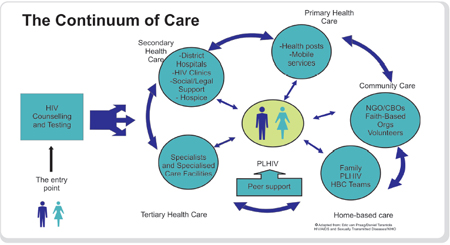 The Continuum of Care
Primary Health
Care
Secondary
Health
Care
-District
Hospitals
-HIV Clinics
-Social/Legal
Support
- Hospice
-Health posts
-Mobile
services
Community Care
NGO/CBOs
Faith-Based
Orgs
Volunteers
HIV
Counselling
and Testing
Specialists
and Specialised
Care Facilities
PLHIV
Peer support
Family
PLHIV
HBC Teams
The entry
point
Tertiary Health Care
Home-based care